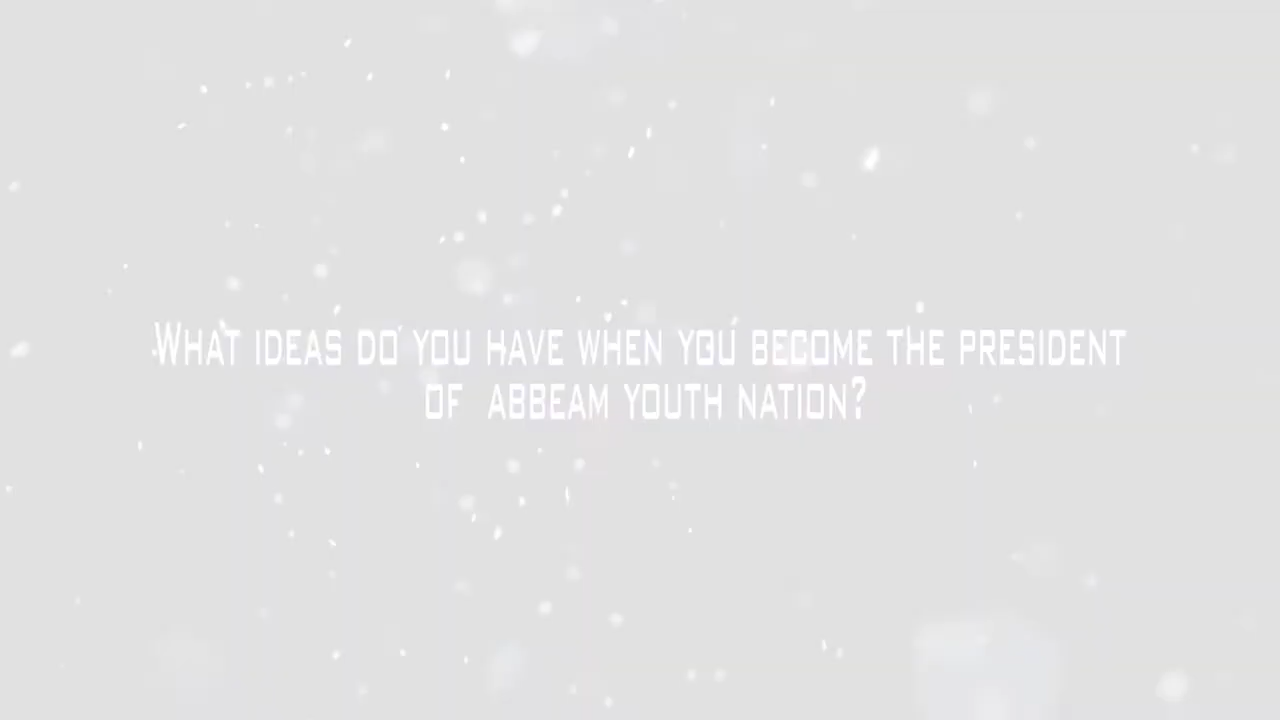 What ideas do you have when you become the president
of abbeam youth nation?